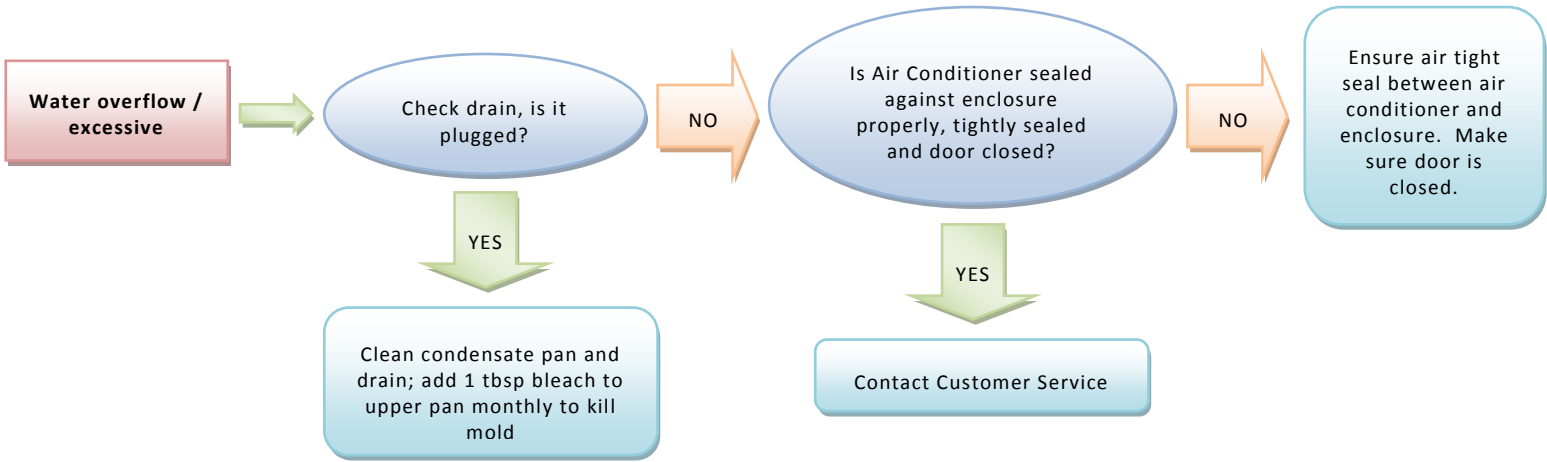 Water overflow /
excessive
Check drain, is it
plugged?
NO
Is Air Conditioner sealed
against enclosure
properly, tightly sealed
and door closed?
NO
Ensure air tight
seal between air
conditioner and
enclosure. Make
sure door is
closed.
YES
Clean condensate pan and
drain; add 1 tbsp bleach to
upper pan monthly to kill
mold
YES
Contact Customer Service